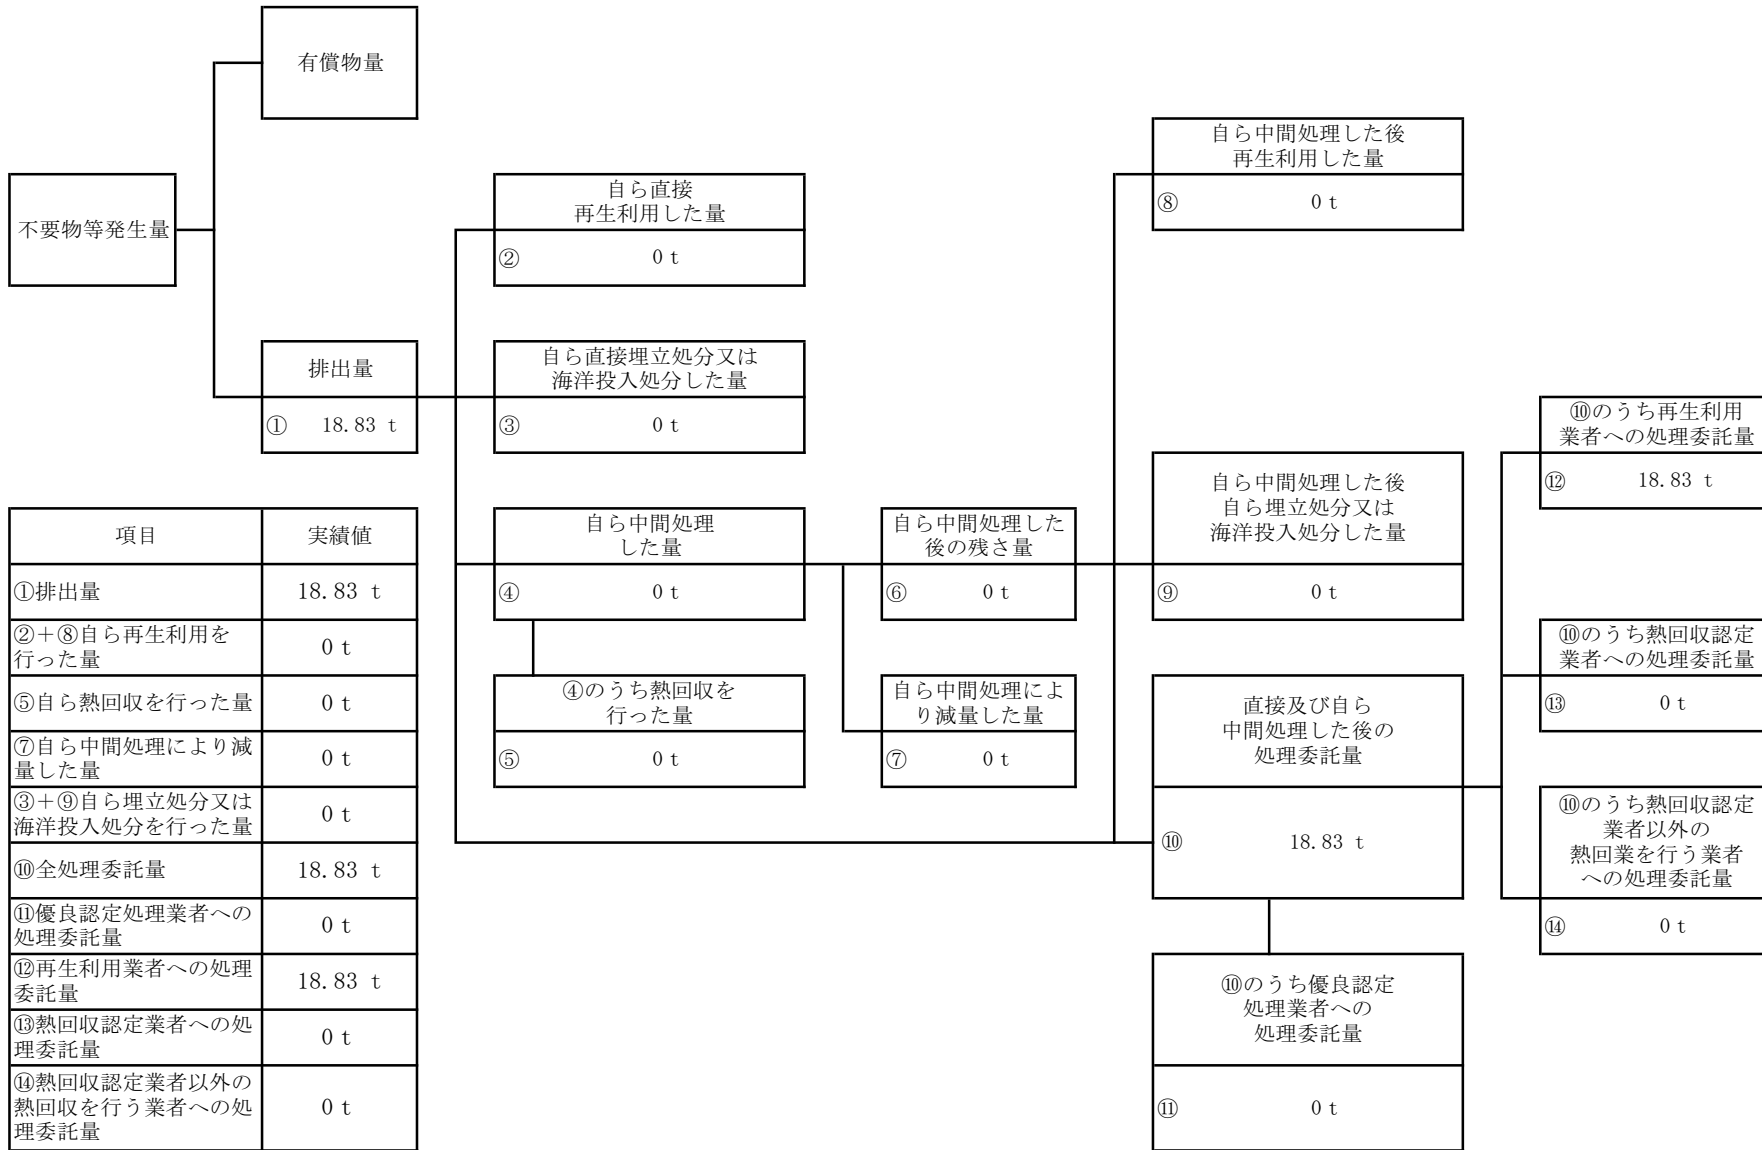 有償物量
不要物等発生量
排出量
① 18.83 t
自ら直接
再生利用した量
② 0 t
自ら直接埋立処分又は
海洋投入処分した量
③ 0 t
自ら中間処理
した量
④ 0 t
④のうち熱回収を
行った量
⑤ 0 t
自ら中間処理した
後の残さ量
⑥ 0 t
自ら中間処理によ
り減量した量
⑦ 0 t
自ら中間処理した後
再生利用した量
⑧ 0 t
自ら中間処理した後
自ら埋立処分又は
海洋投入処分した量
⑨ 0 t
直接及び自ら
中間処理した後の
処理委託量
⑩ 18.83 t
⑩のうち優良認定
処理業者への
処理委託量
⑪ 0 t
⑩のうち再生利用
業者への処理委託量
⑫ 18.83 t
⑩のうち熱回収認定
業者への処理委託量
⑬ 0 t
⑩のうち熱回収認定
業者以外の
熱回業を行う業者
への処理委託量
⑭ 0 t
項目 実績値
①排出量 18.83 t
②＋⑧自ら再生利用を
行った量 0 t
⑤自ら熱回収を行った量 0 t
⑦自ら中間処理により減
量した量 0 t
③＋⑨自ら埋立処分又は
海洋投入処分を行った量 0 t
⑩全処理委託量 18.83 t
⑪優良認定処理業者への
処理委託量 0 t
⑫再生利用業者への処理
委託量 18.83 t
⑬熱回収認定業者への処
理委託量 0 t
⑭熱回収認定業者以外の
熱回収を行う業者への処
理委託量 0 t